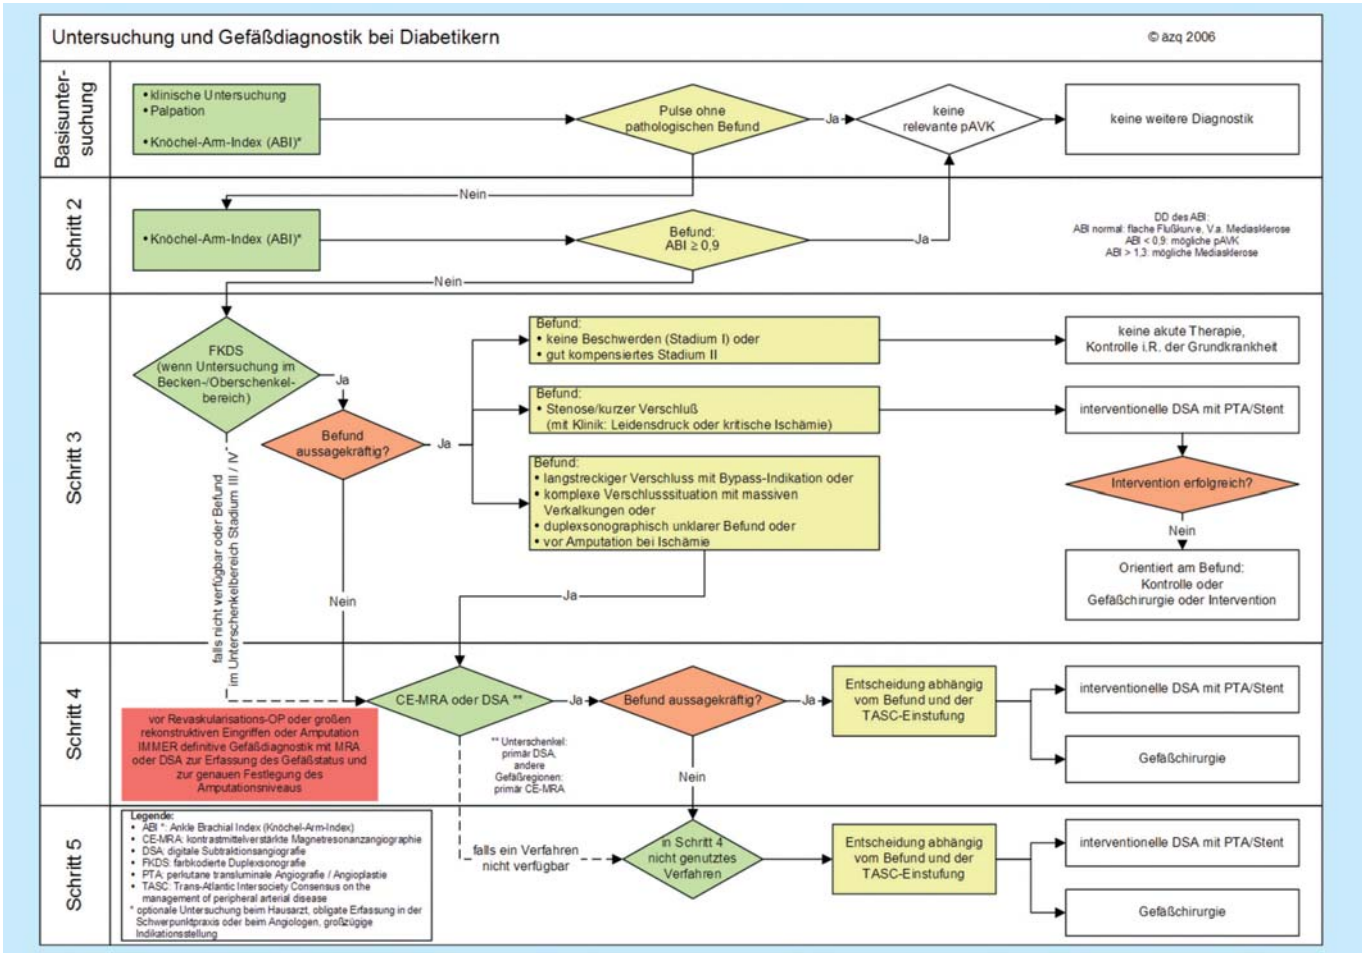 Untersuchung und Gefäßdiagnostik bei Diabetikern
© äzq 2006
Basisunter-
suchung
• klinische Untersuchung
• Palpation
• Knöchel-Arm-Index (ABI)*
Pulse ohne
pathologischen Befund
Ja
keine
relevante pAVK
keine weitere Diagnostik
Nein
Schritt 2
• Knöchel-Arm-Index (ABI)*
Befund:
ABI ≥ 0,9
Ja
DD des ABI:
ABI normal: flache Flußkurve, V.a. Mediasklerose
ABI < 0,9: mögliche pAVK
ABI > 1,3: mögliche Mediasklerose
Nein
Schritt 3
FKDS
(wenn Untersuchung im
Becken-/Oberschenkel-
bereich)
Ja
Befund
aussagekräftig?
Ja
Befund:
• keine Beschwerden (Stadium I) oder
• gut kompensiertes Stadium II
keine akute Therapie,
Kontrolle i.R. der Grundkrankheit
Befund:
• Stenose/kurzer Verschluß
(mit Klinik: Leidensdruck oder kritische Ischämie)
interventionelle DSA mit PTA/Stent
Befund:
• langstreckiger Verschluss mit Bypass-Indikation oder
• komplexe Verschlusssituation mit massiven
Verkalkungen oder
• duplexsonographisch unklarer Befund oder
• vor Amputation bei Ischämie
Intervention erfolgreich?
Nein
Orientiert am Befund:
Kontrolle oder
Gefäßchirurgie oder Intervention
falls nicht verfügbar oder Befund
im Unterschenkelbereich Stadium III / IV
Nein
Ja
Schritt 4
CE-MRA oder DSA **
Ja
Befund aussagekräftig?
Ja
Entscheidung abhängig
vom Befund und der
TASC-Einstufung
interventionelle DSA mit PTA/Stent
Gefäßchirurgie
vor Revaskularisations-OP oder großen
rekonstruktiven Eingriffen oder Amputation
IMMER definitive Gefäßdiagnostik mit MRA
oder DSA zur Erfassung des Gefäßstatus und
zur genauen Festlegung des
Amputationsniveaus
** Unterschenkel:
primär DSA,
andere
Gefäßregionen:
primär CE-MRA
Nein
Schritt 5
Legende:
• ABI *: Ankle Brachial Index (Knöchel-Arm-Index)
• CE-MRA: kontrastmittelverstärkte Magnetresonanzangiographie
• DSA: digitale Subtraktionsangiografie
• FKDS: farbkodierte Duplexsonografie
• PTA: perkutane transluminale Angiografie / Angioplastie
• TASC: Trans-Atlantic Intersociety Consensus on the
management of peripheral arterial disease
* optionale Untersuchung beim Hausarzt, obligate Erfassung in der
Schwerpunktpraxis oder beim Angiologen, großzügige
Indikationsstellung
falls ein Verfahren
nicht verfügbar
in Schritt 4
nicht genutztes
Verfahren
Entscheidung abhängig
vom Befund und der
TASC-Einstufung
interventionelle DSA mit PTA/Stent
Gefäßchirurgie